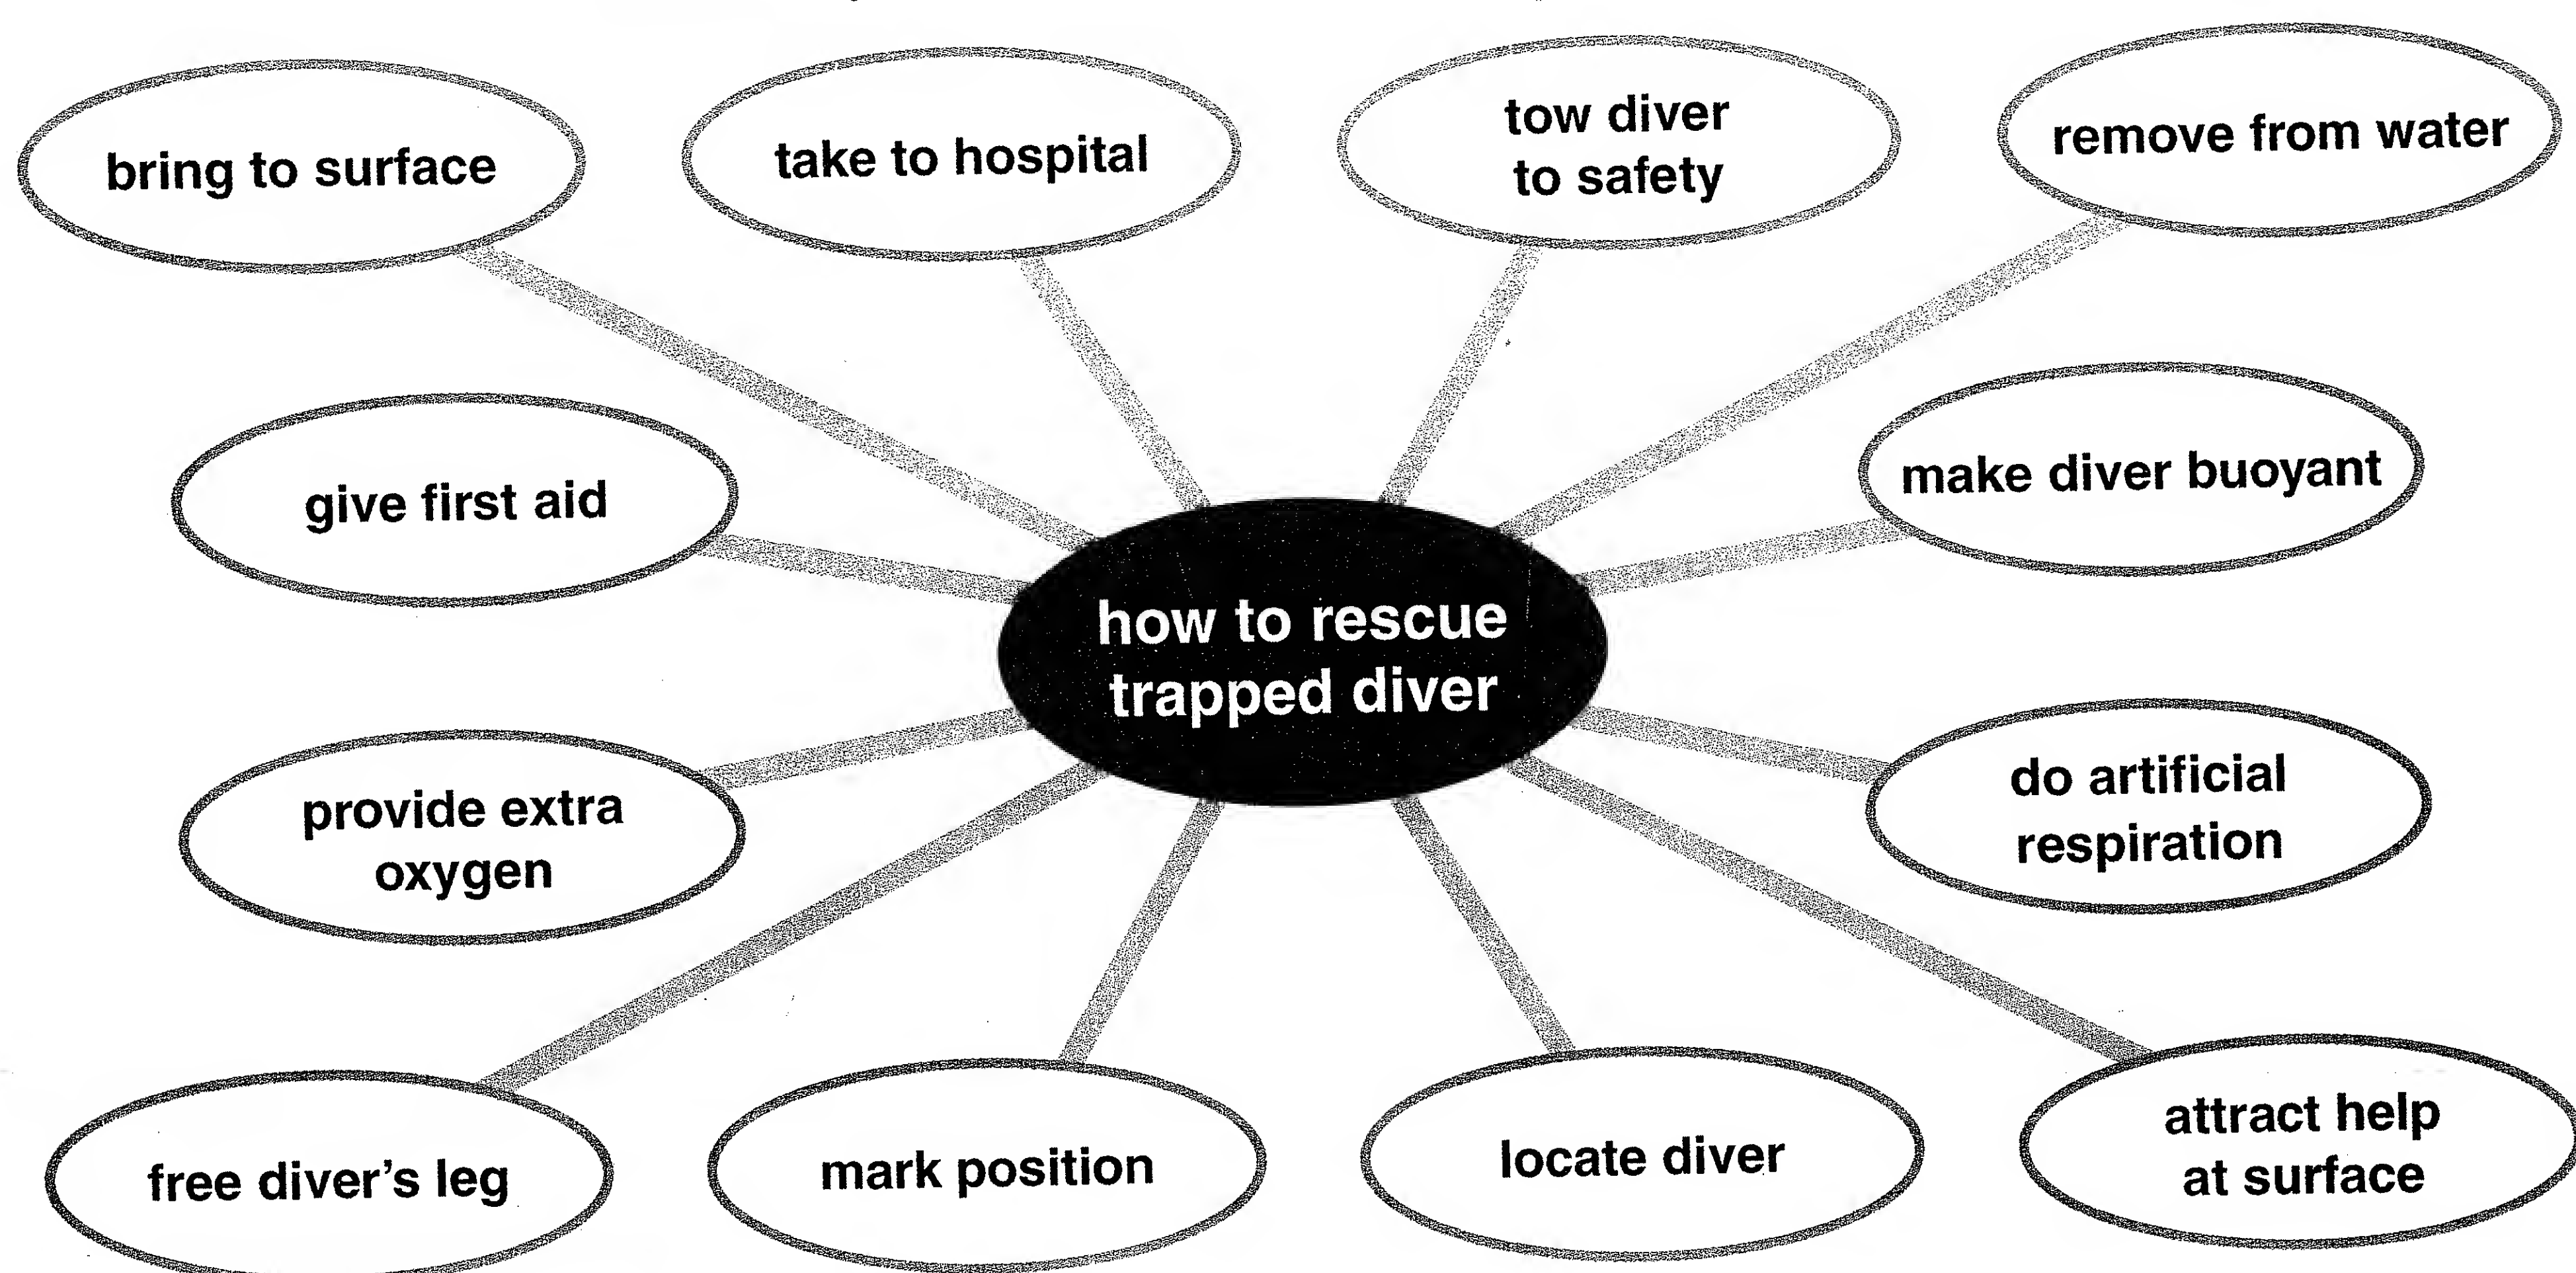 bring to surface
take to hospital
tow diver
to safety
remove from water
give first aid
make diver buoyant
how to rescue
trapped diver
provide extra
oxygen
do artificial
respiration
free diver's leg
mark position
locate diver
attract help
at surface